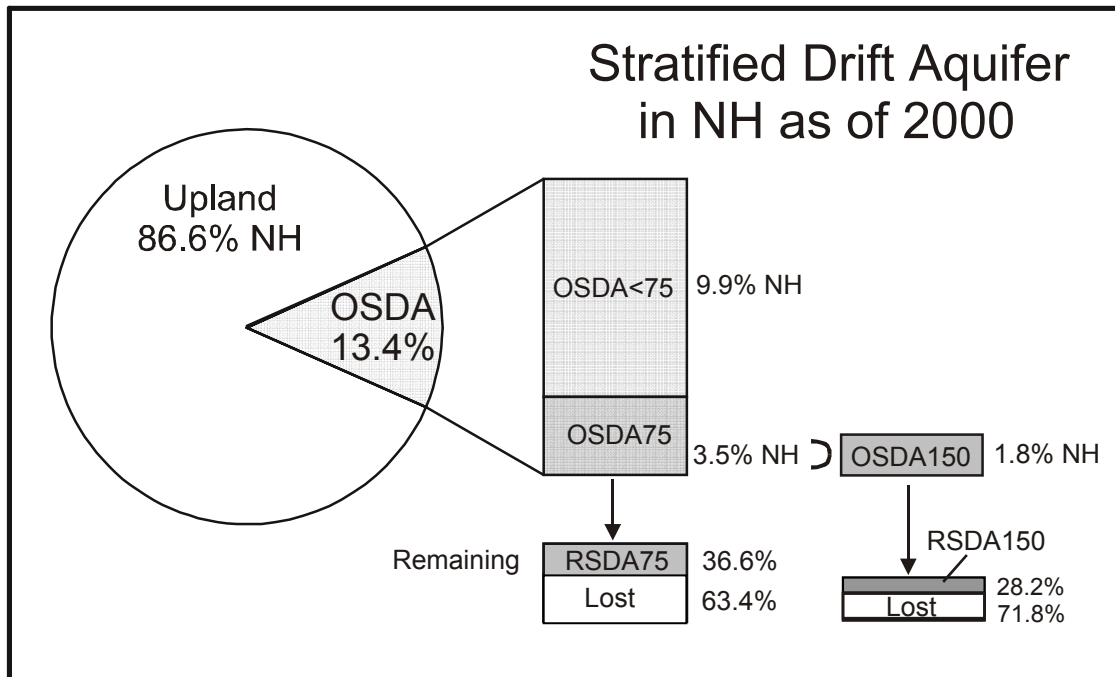 Stratified Drift Aquifer
in NH as of 2000
Upland
86.6% NH
OSDA
13.4%
OSDA<75
9.9% NH
OSDA75
3.5% NH
OSDA150
1.8% NH
Remaining
RSDA75
36.6%
Lost
63.4%
RSDA150
28.2%
Lost
71.8%